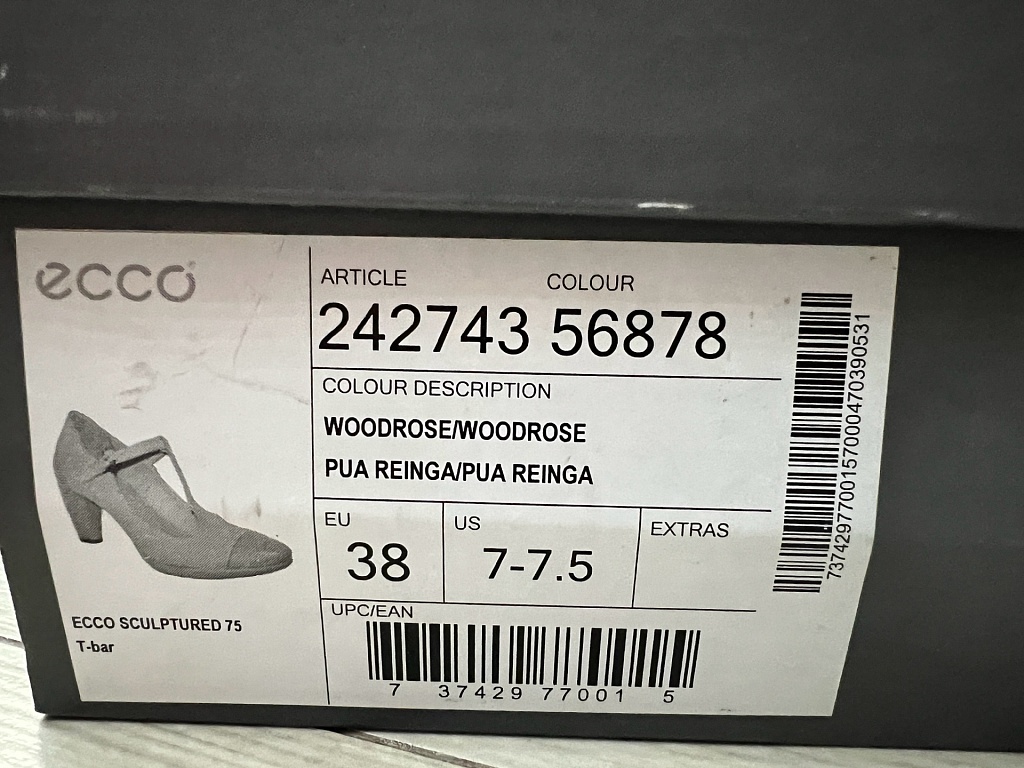 ecco
ARTICLE COLOUR
242743 56878
COLOUR DESCRIPTION
WOODROSE/WOODROSE
PUA REINGA/PUA REINGA
EU US EXTRAS
38 7-7.5
UPC/EAN
7 37429 77001 5
ECCO SCULPTURED 75
T-bar
737429770015700047039053​1